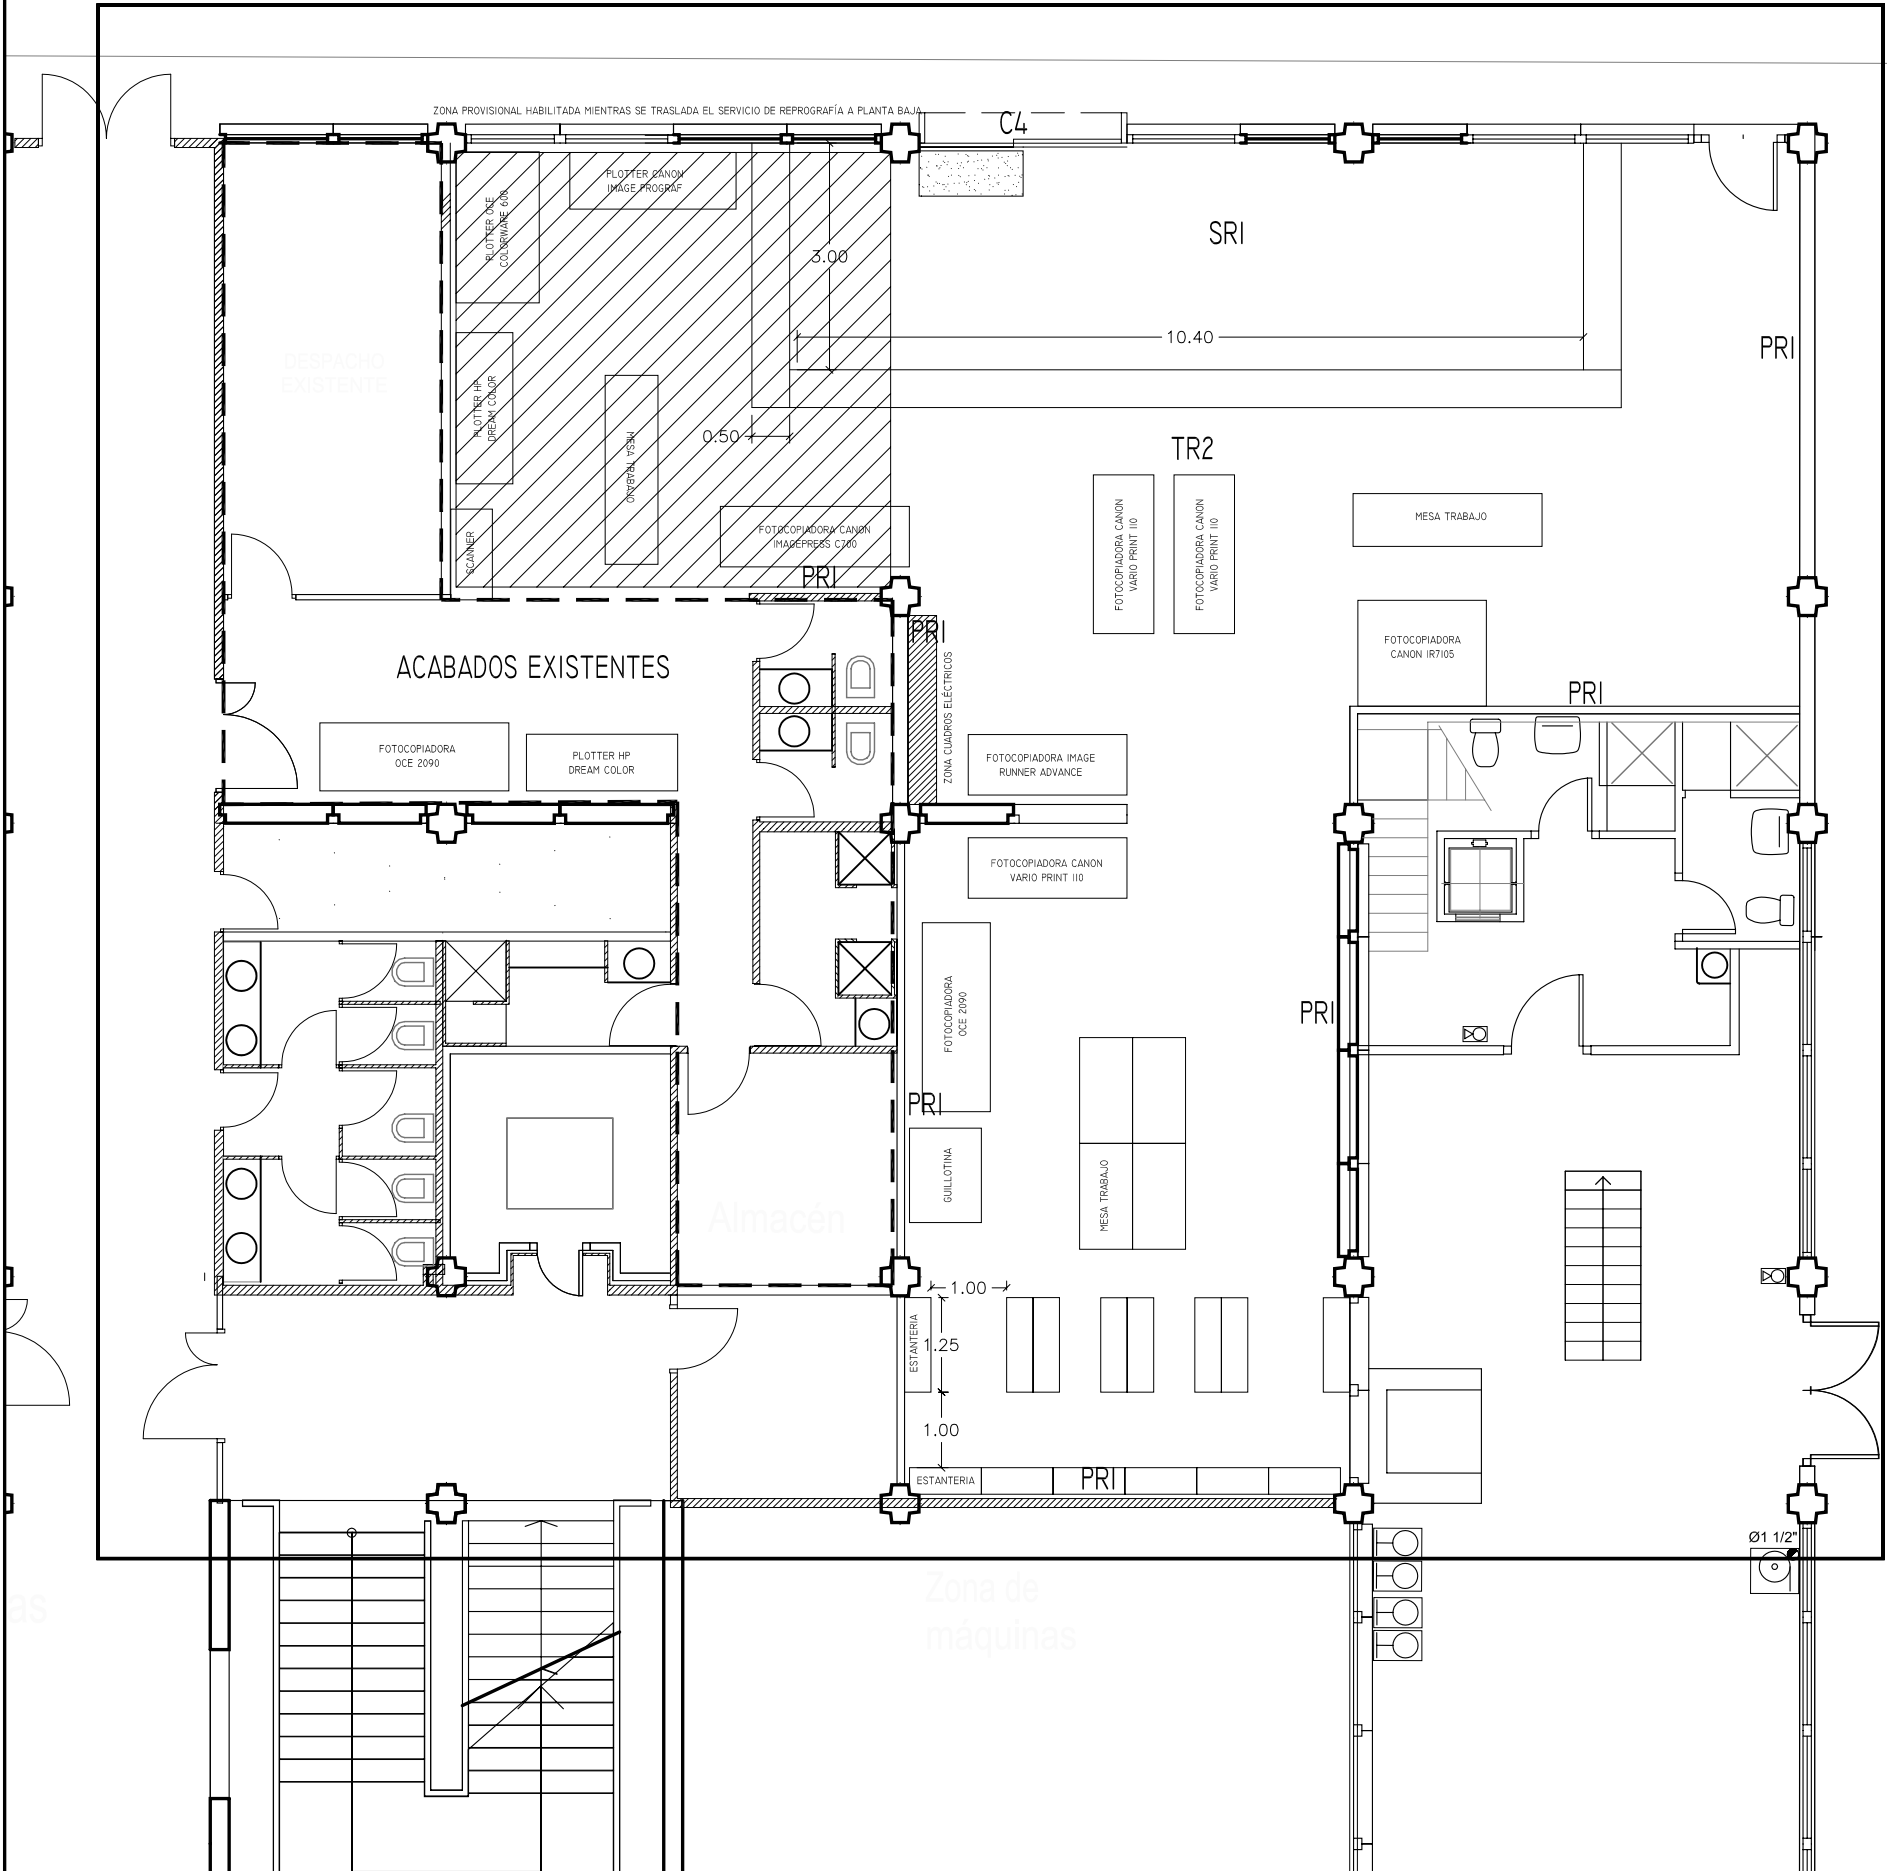 ZONA PROVISIONAL HABILITADA MIENTRAS SE TRASLADA EL SERVICIO DE REPROGRAFÍA A PLANTA BAJA
C4
PLOTTER CANON
IMAGE PROGRAF
PLOTTER OCE
COLORWARE 600
SRI
3.00
10.40
PRI
DESPACHO
EXISTENTE
PLOTTER HP
DREAM COLOR
MESA TRABAJO
0.50
TR2
FOTOCOPIADORA CANON
VARIO PRINT 110
FOTOCOPIADORA CANON
VARIO PRINT 110
MESA TRABAJO
SCANNER
FOTOCOPIADORA CANON
IMAGEPRESS C700
PRI
PRI
ZONA CUADROS ELÉCTRICOS
FOTOCOPIADORA
CANON IR7105
ACABADOS EXISTENTES
PRI
FOTOCOPIADORA
OCE 2090
PLOTTER HP
DREAM COLOR
FOTOCOPIADORA IMAGE
RUNNER ADVANCE
FOTOCOPIADORA CANON
VARIO PRINT 110
FOTOCOPIADORA
OCE 2090
PRI
PRI
GUILLOTINA
MESA TRABAJO
Almacén
1.00
ESTANTERIA
1.25
1.00
ESTANTERIA
PRI
Ø1 1/2"
Zona de
máquinas
as